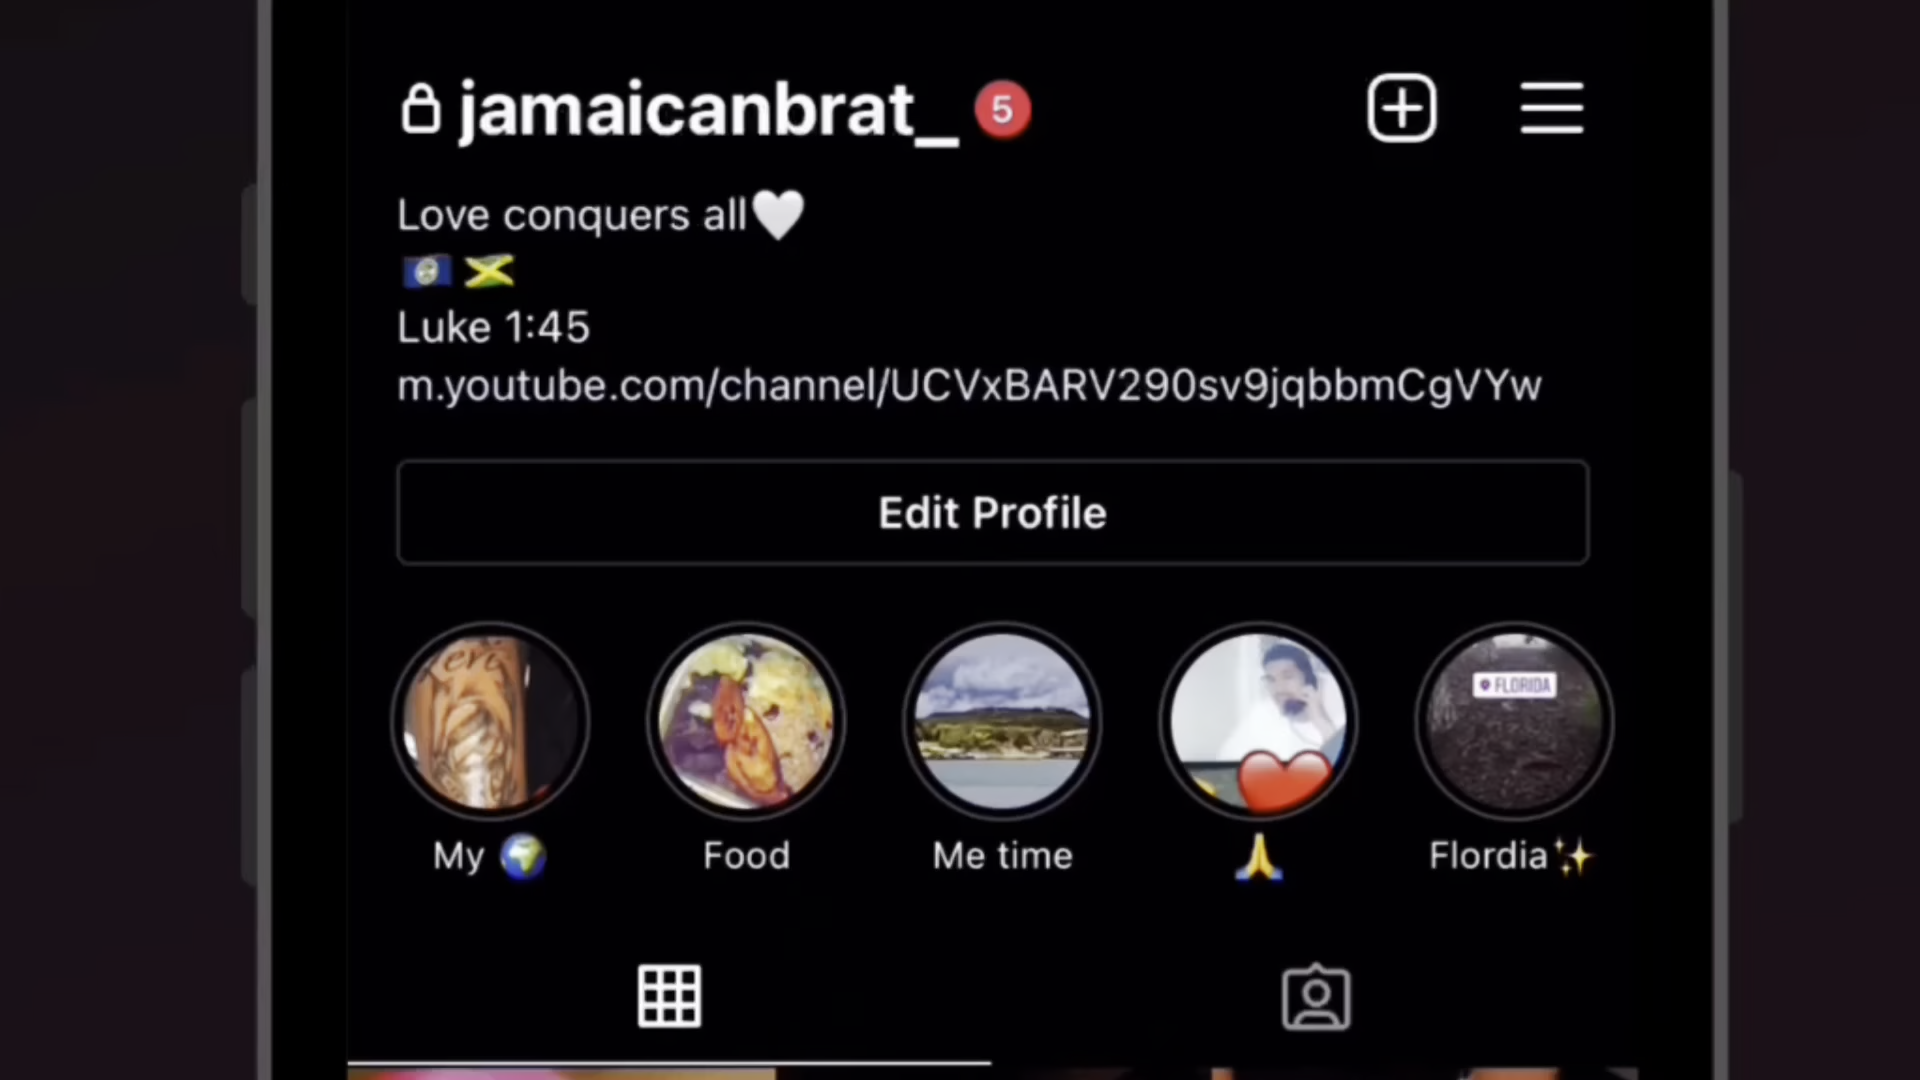 jamaicanbrat_ 5
Love conquers all🤍
🇧🇿 🇯🇲
Luke 1:45
m.youtube.com/channel/UCVxBARV290sv9jqbbmCgVYw
Edit Profile
FLORIDA
My 🌍 Food Me time 🙏 Flordia✨